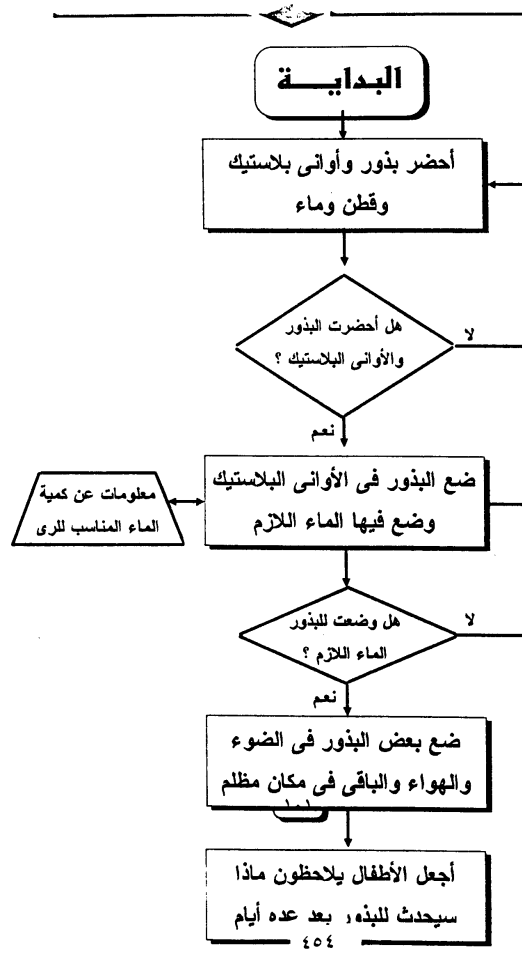 البدايـــة
أحضر بذور وأوانى بلاستيك
وقطن وماء
هل أحضرت البذور
والأوانى البلاستيك ؟
لا
نعم
ضع البذور فى الأوانى البلاستيك
وضع فيها الماء اللازم
معلومات عن كمية
الماء المناسب للرى
هل وضعت للبذور
الماء اللازم ؟
لا
نعم
ضع بعض البذور فى الضوء
والهواء والباقى فى مكان مظلم
أجعل الأطفال يلاحظون ماذا
سيحدث للبذور بعد عده أيام
٤٥٤